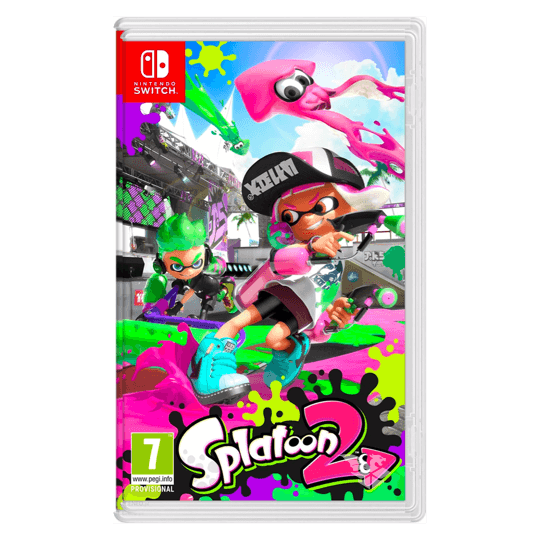 NINTENDO
SWITCH
Splatoon
2
7
www.pegi.info
PROVISIONAL